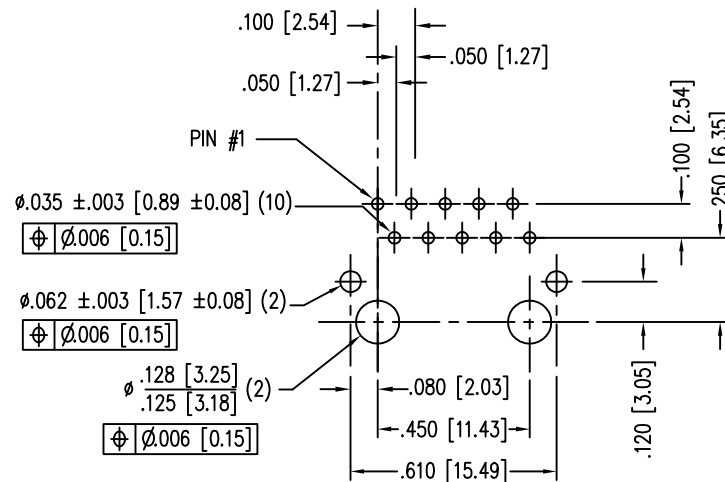 .100 [2.54]
.050 [1.27]
.050 [1.27]
PIN #1
.100 [2.54]
.250 [6.35]
ø.035 ±.003 [0.89 ±0.08] (10)
⌖ Ø.006 [0.15]
ø.062 ±.003 [1.57 ±0.08] (2)
⌖ Ø.006 [0.15]
ø .128 [3.25]
.125 [3.18] (2)
⌖ Ø.006 [0.15]
.080 [2.03]
.120 [3.05]
.450 [11.43]
.610 [15.49]